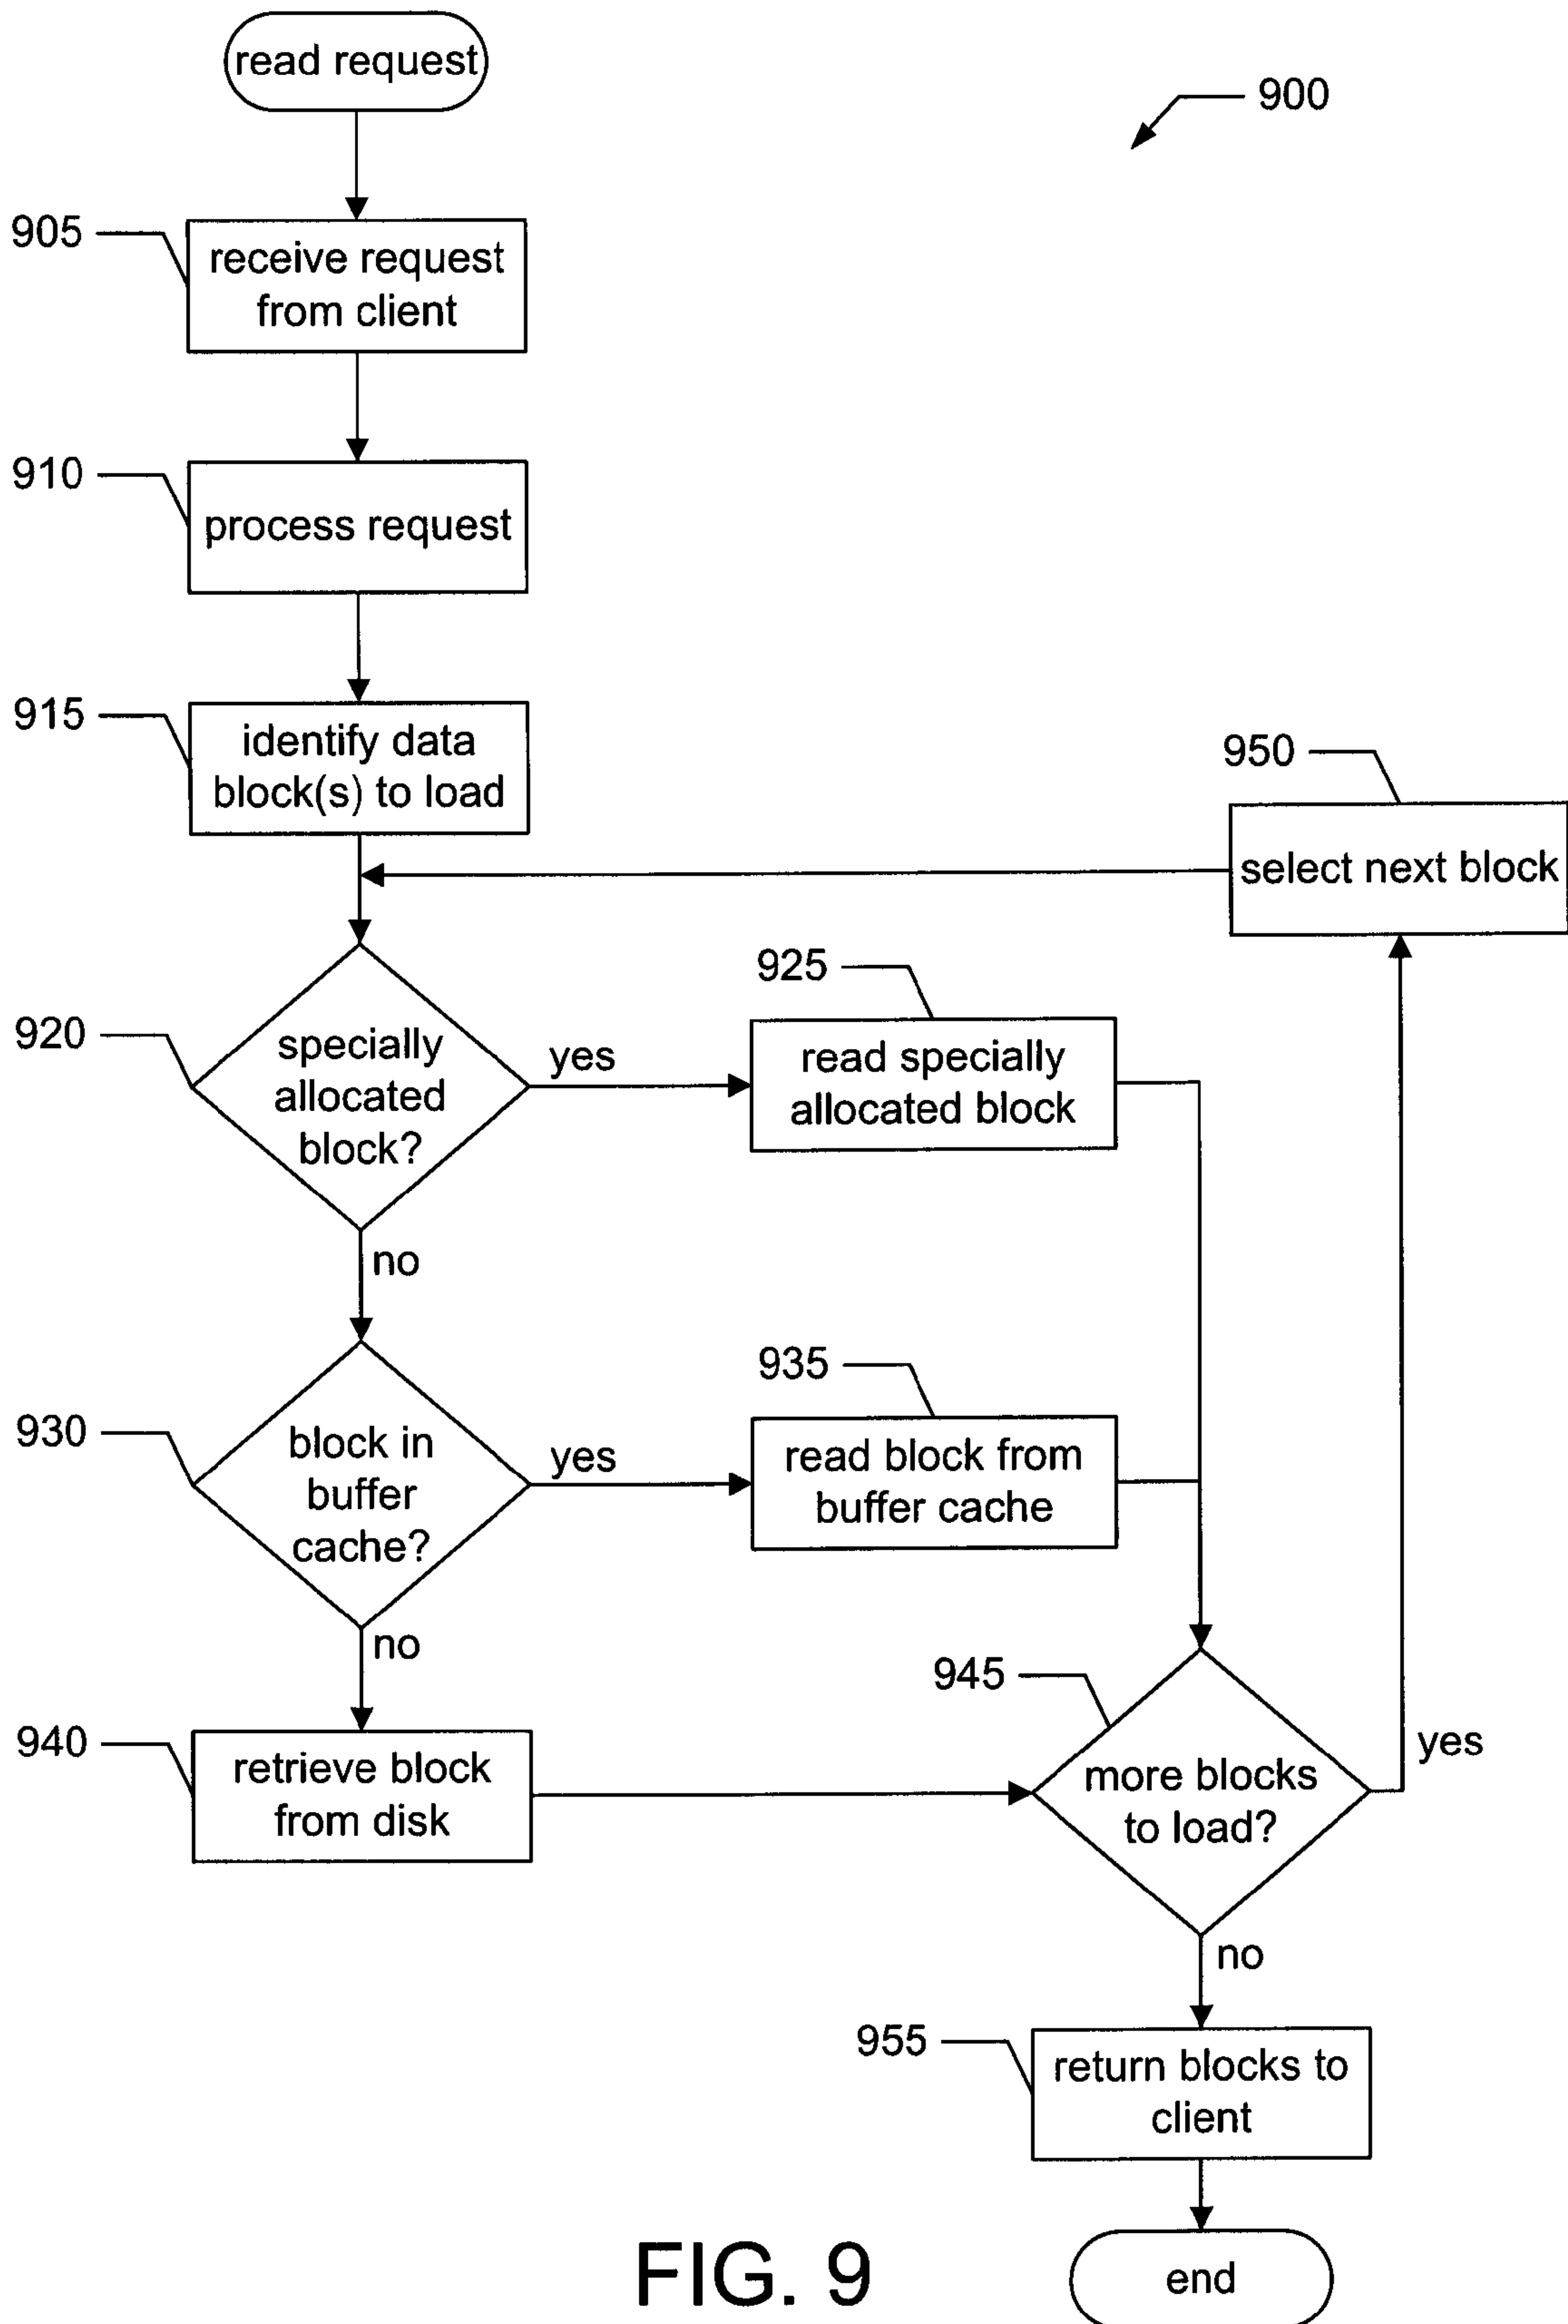 read request
900
905
receive request
from client
910
process request
915
identify data
block(s) to load
950
select next block
920
specially
allocated
block?
yes
925
read specially
allocated block
no
930
block in
buffer
cache?
yes
935
read block from
buffer cache
no
940
retrieve block
from disk
945
more blocks
to load?
yes
no
955
return blocks to
client
end
FIG. 9